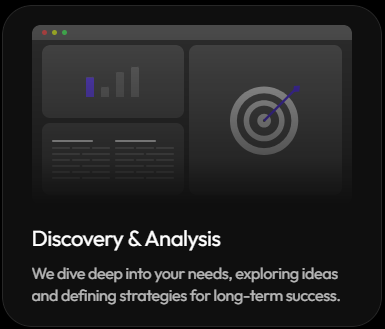 Discovery & Analysis
We dive deep into your needs, exploring ideas
and defining strategies for long-term success.